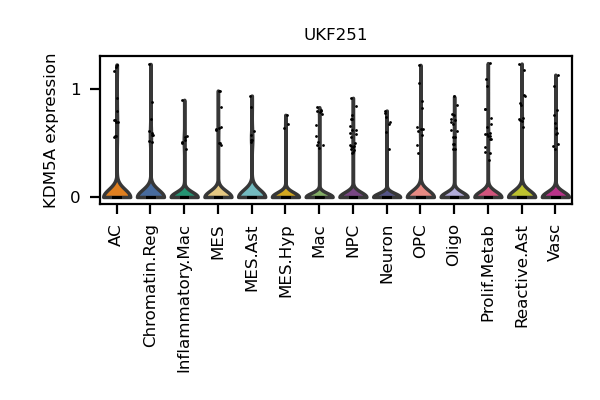 UKF251
KDM5A expression
1
0
AC
Chromatin.Reg
Inflammatory.Mac
MES
MES.Ast
MES.Hyp
Mac
NPC
Neuron
OPC
Oligo
Prolif.Metab
Reactive.Ast
Vasc